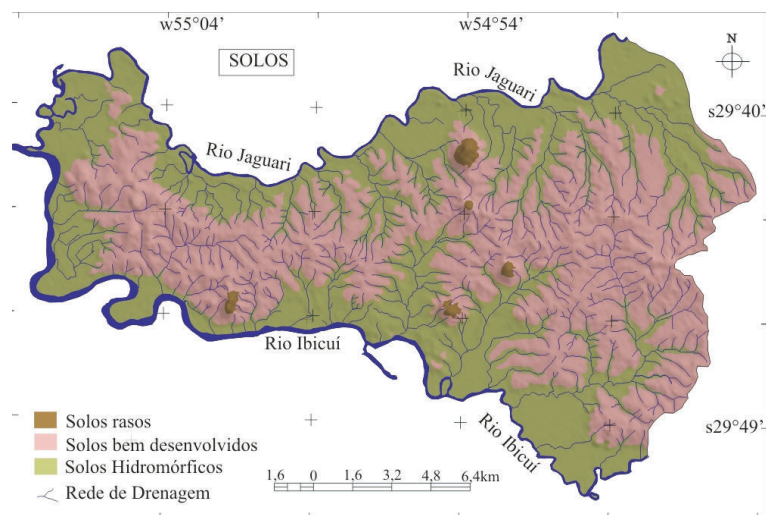 w55°04'
w54°54'
SOLOS
N
Rio Jaguari
s29°40'
Rio Jaguari
Rio Ibicuí
Rio Ibicuí
s29°49'
Solos rasos
Solos bem desenvolvidos
Solos Hidromórficos
Rede de Drenagem
1,6 0 1,6 3,2 4,8 6,4km